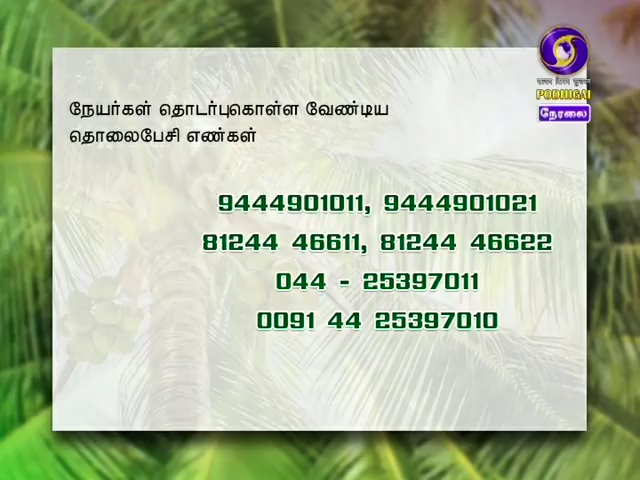 நேயர்கள் தொடர்புகொள்ள வேண்டிய
தொலைபேசி எண்கள்
9444901011, 9444901021
81244 46611, 81244 46622
044 - 25397011
0091 44 25397010
PODHIGAI
நேரலை